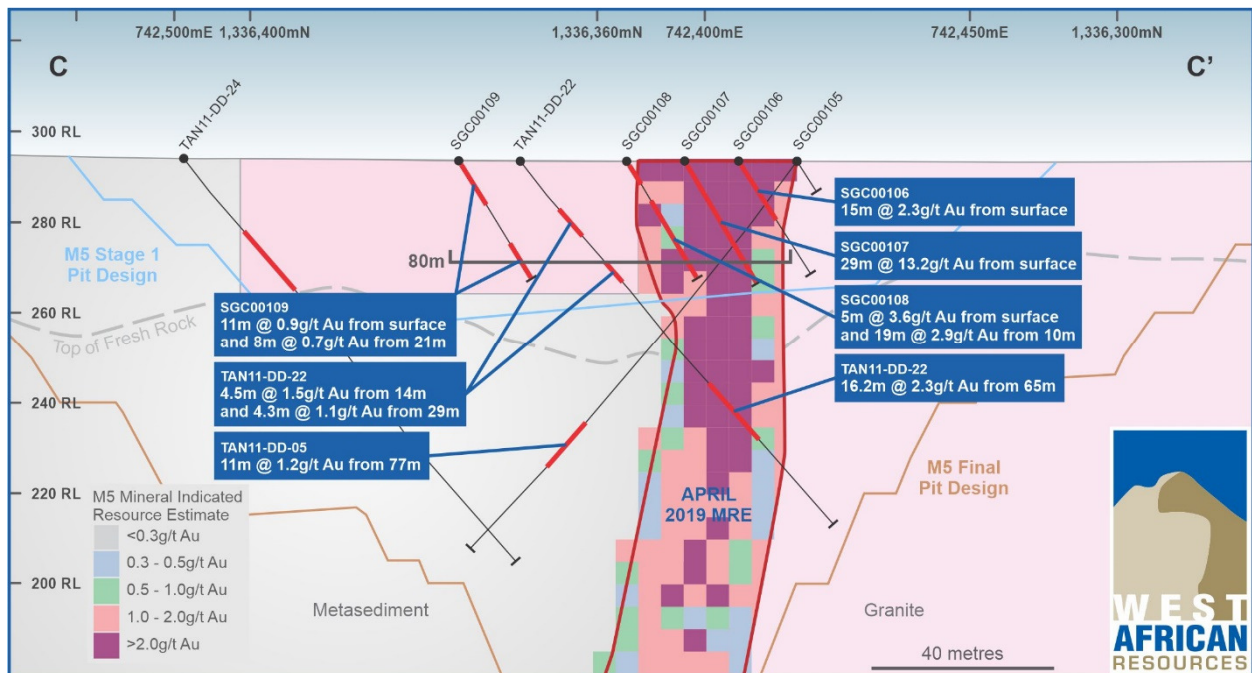 742,500mE
1,336,400mN
1,336,360mN
742,400mE
742,450mE
1,336,300mN
C
C'
TAN11-DD-24
SGC00109
TAN11-DD-22
SGC00108
SGC00107
SGC00106
SGC00105
300 RL
280 RL
260 RL
240 RL
220 RL
200 RL
M5 Stage 1
Pit Design
80m
Top of Fresh Rock
SGC00109
11m @ 0.9g/t Au from surface
and 8m @ 0.7g/t Au from 21m
TAN11-DD-22
4.5m @ 1.5g/t Au from 14m
and 4.3m @ 1.1g/t Au from 29m
TAN11-DD-05
11m @ 1.2g/t Au from 77m
SGC00106
15m @ 2.3g/t Au from surface
SGC00107
29m @ 13.2g/t Au from surface
SGC00108
5m @ 3.6g/t Au from surface
and 19m @ 2.9g/t Au from 10m
TAN11-DD-22
16.2m @ 2.3g/t Au from 65m
M5 Mineral Indicated
Resource Estimate
<0.3g/t Au
0.3 - 0.5g/t Au
0.5 - 1.0g/t Au
1.0 - 2.0g/t Au
>2.0g/t Au
Metasediment
APRIL
2019 MRE
M5 Final
Pit Design
Granite
40 metres
WEST
AFRICAN
RESOURCES